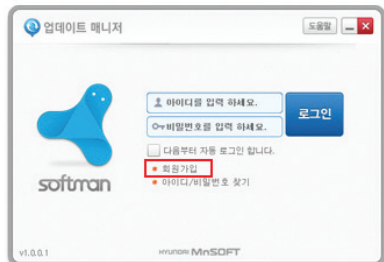 업데이트 매니저
도움말
아이디를 입력 하세요.
비밀번호를 입력 하세요.
로그인
다음부터 자동 로그인 합니다.
회원가입
아이디/비밀번호 찾기
softman
v1.0.0.1
HYUNDAI MNSOFT